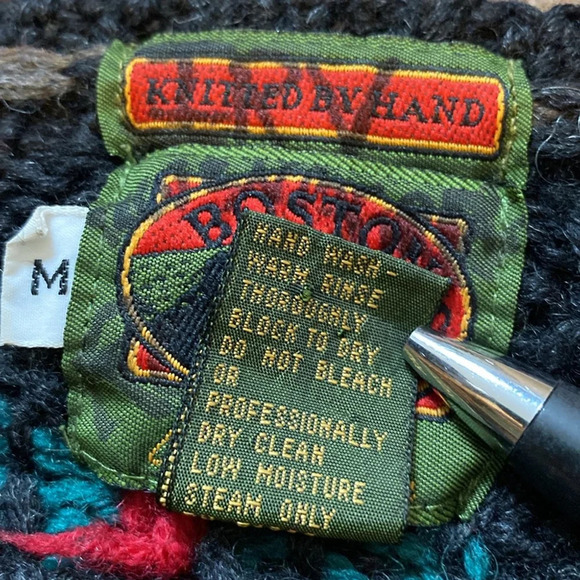 KNITTED BY HAND
BOSTON
M
HAND WASH -
WARM RINSE
THOROUGHLY
BLOCK TO DRY
DO NOT BLEACH
OR
PROFESSIONALLY
DRY CLEAN
LOW MOISTURE
STEAM ONLY